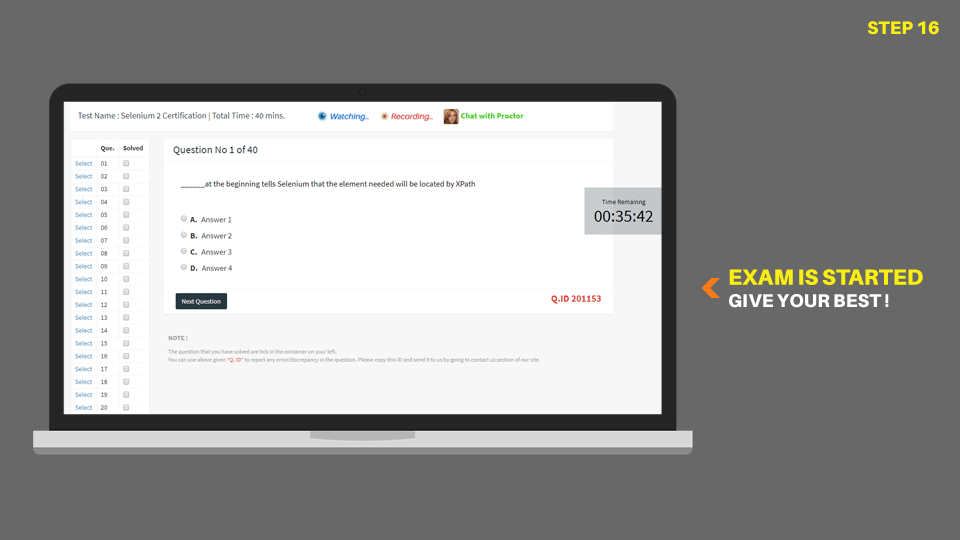 STEP 16
Test Name : Selenium 2 Certification | Total Time : 40 mins.
Watching..
Recording..
Chat with Proctor
Que. Solved
Select 01
Select 02
Select 03
Select 04
Select 05
Select 06
Select 07
Select 08
Select 09
Select 10
Select 11
Select 12
Select 13
Select 14
Select 15
Select 16
Select 17
Select 18
Select 19
Select 20
Question No 1 of 40
______at the beginning tells Selenium that the element needed will be located by XPath
A. Answer 1
B. Answer 2
C. Answer 3
D. Answer 4
Next Question
Q.ID 201153
Time Remainng
00:35:42
NOTE !
The question that you have solved are tick in the container on your left.
You can use above given "Q.ID" to report any error/discrepancy in the question. Please copy this ID and send it to us by going to contact us section of our site.
EXAM IS STARTED
GIVE YOUR BEST !